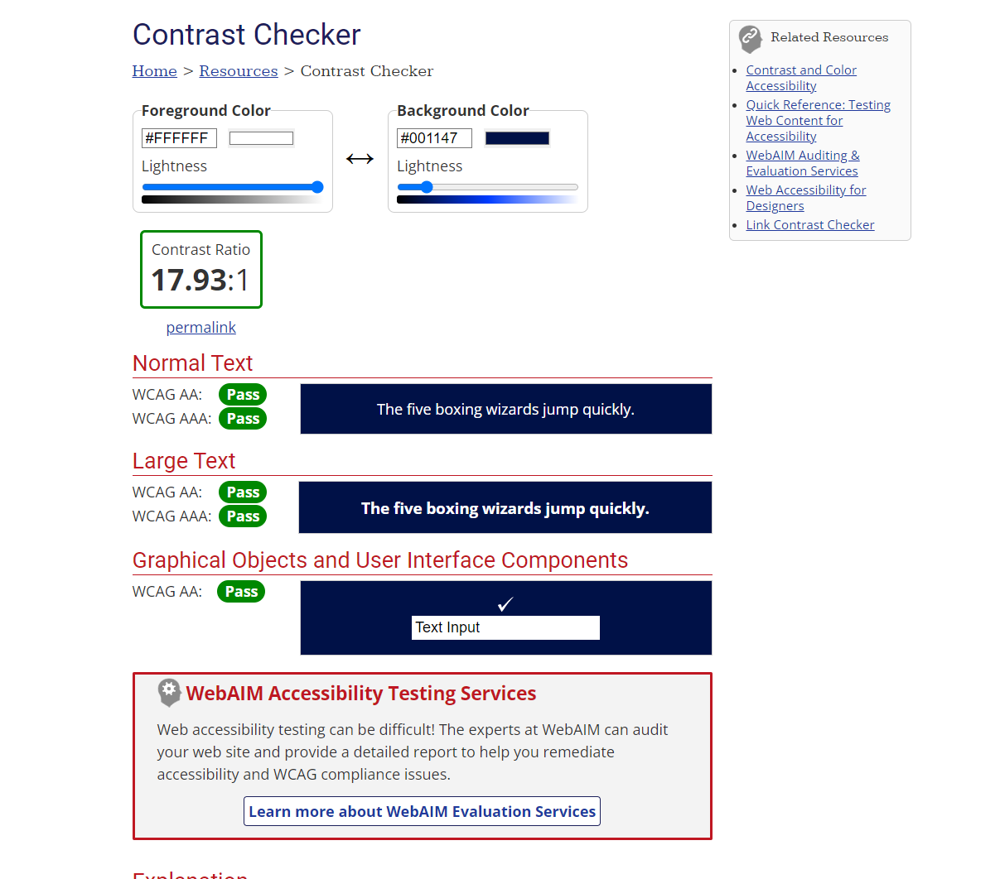 Contrast Checker
Home > Resources > Contrast Checker
Foreground Color
#FFFFFF
Lightness
Background Color
#001147
Lightness
Contrast Ratio
17.93:1
permalink
Normal Text
WCAG AA: Pass
WCAG AAA: Pass
The five boxing wizards jump quickly.
Large Text
WCAG AA: Pass
WCAG AAA: Pass
The five boxing wizards jump quickly.
Graphical Objects and User Interface Components
WCAG AA: Pass
Text Input
WebAIM Accessibility Testing Services
Web accessibility testing can be difficult! The experts at WebAIM can audit
your web site and provide a detailed report to help you remediate
accessibility and WCAG compliance issues.
Learn more about WebAIM Evaluation Services
Explanation
Related Resources
Contrast and Color
Accessibility
Quick Reference: Testing
Web Content for
Accessibility
WebAIM Auditing &
Evaluation Services
Web Accessibility for
Designers
Link Contrast Checker